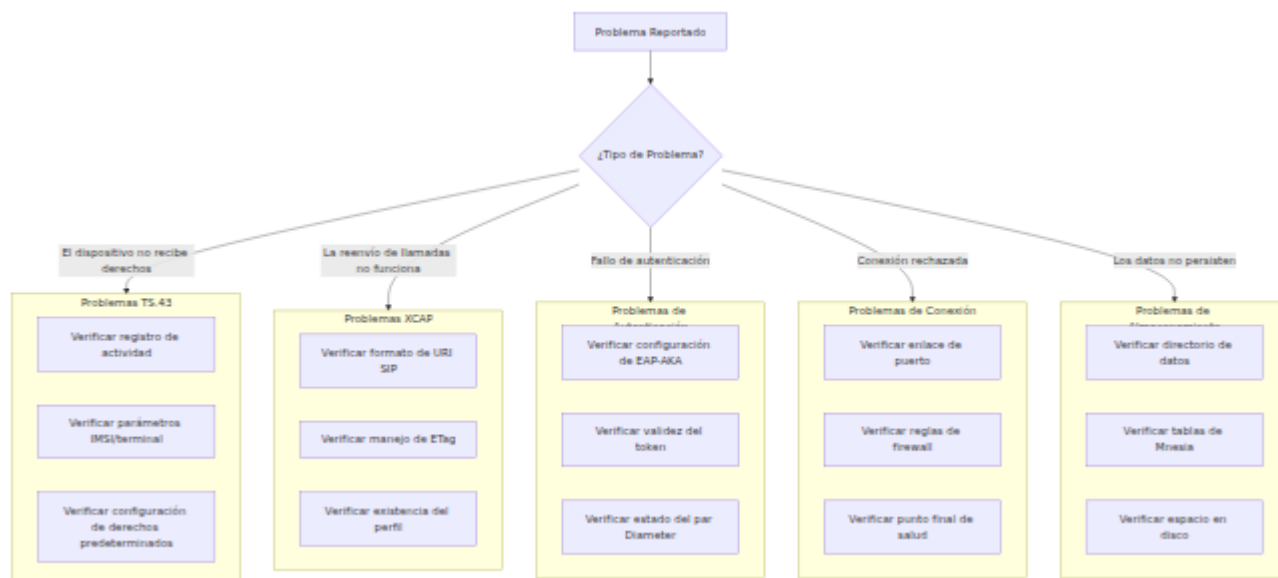 Problema Reportado
¿Tipo de Problema?
El dispositivo no recibe
derechos
La reenvío de llamadas
no funciona
Fallo de autenticación
Conexión rechazada
Los datos no persisten
Problemas TS.43
Verificar registro de
actividad
Verificar parámetros
IMSI/terminal
Verificar configuración
de derechos
predeterminados
Problemas XCAP
Verificar formato de URI
SIP
Verificar manejo de ETag
Verificar existencia del
perfil
Problemas de
Autenticación
Verificar configuración
de EAP-AKA
Verificar validez del
token
Verificar estado del par
Diameter
Problemas de Conexión
Verificar enlace de
puerto
Verificar reglas de
firewall
Verificar punto final de
salud
Problemas de
Almacenamiento
Verificar directorio de
datos
Verificar tablas de
Mnesia
Verificar espacio en
disco